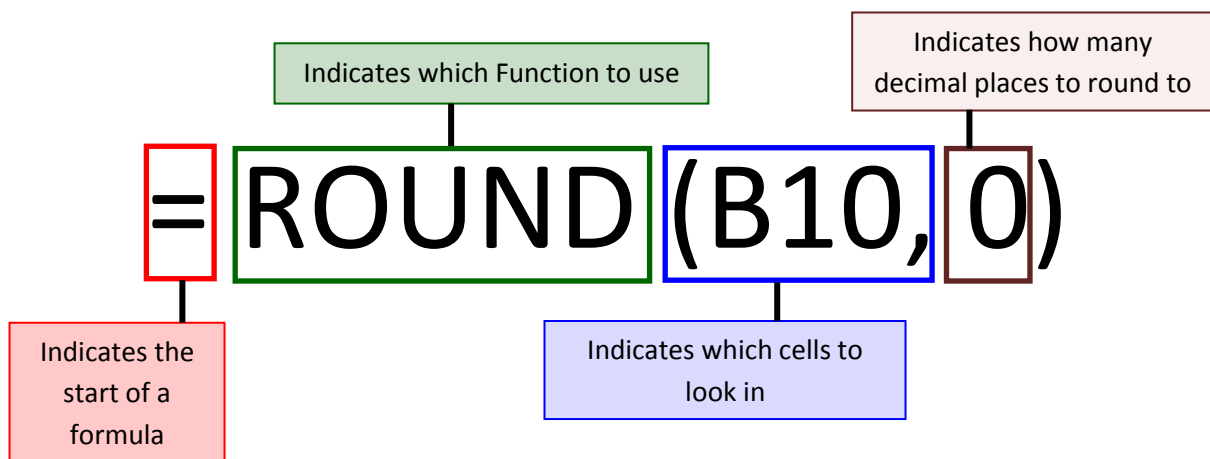 Indicates which Function to use
Indicates how many
decimal places to round to
= ROUND (B10, 0)
Indicates the
start of a
formula
Indicates which cells to
look in